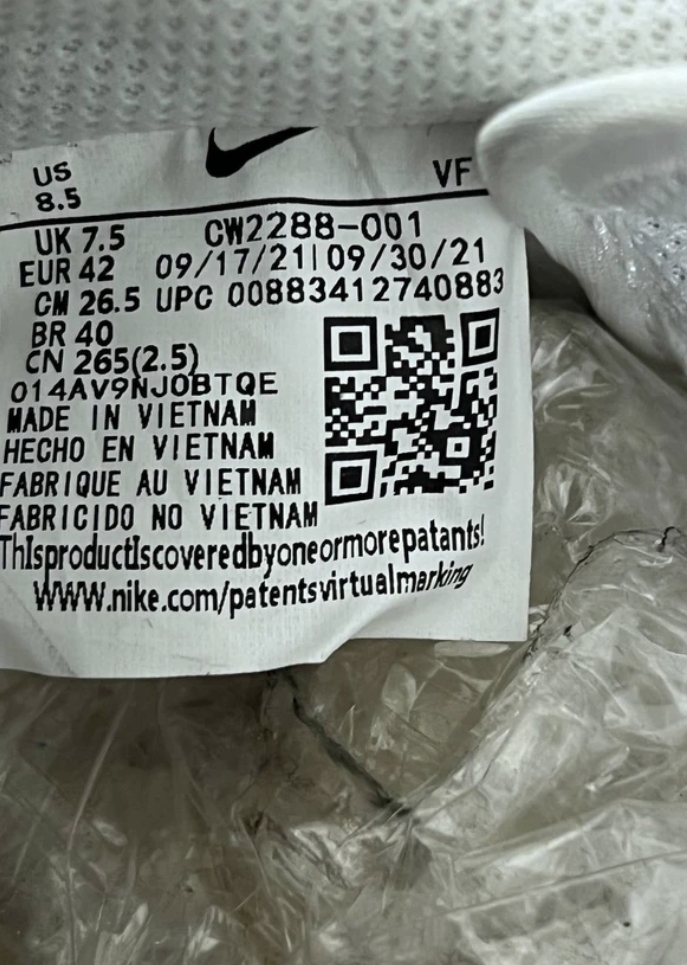 US
8.5
VF
UK 7.5
CW2288-001
EUR 42
09/17/21| 09/30/21
CM 26.5
UPC 00883412740883
BR 40
CN 265(2.5)
014AV9NJOBTQE
MADE IN VIETNAM
HECHO EN VIETNAM
FABRIQUE AU VIETNAM
FABRICIDO NO VIETNAM
ThIsproductIscoveredbyoneormorepatants!
WWW.nike.com/patentsvirtualmarking